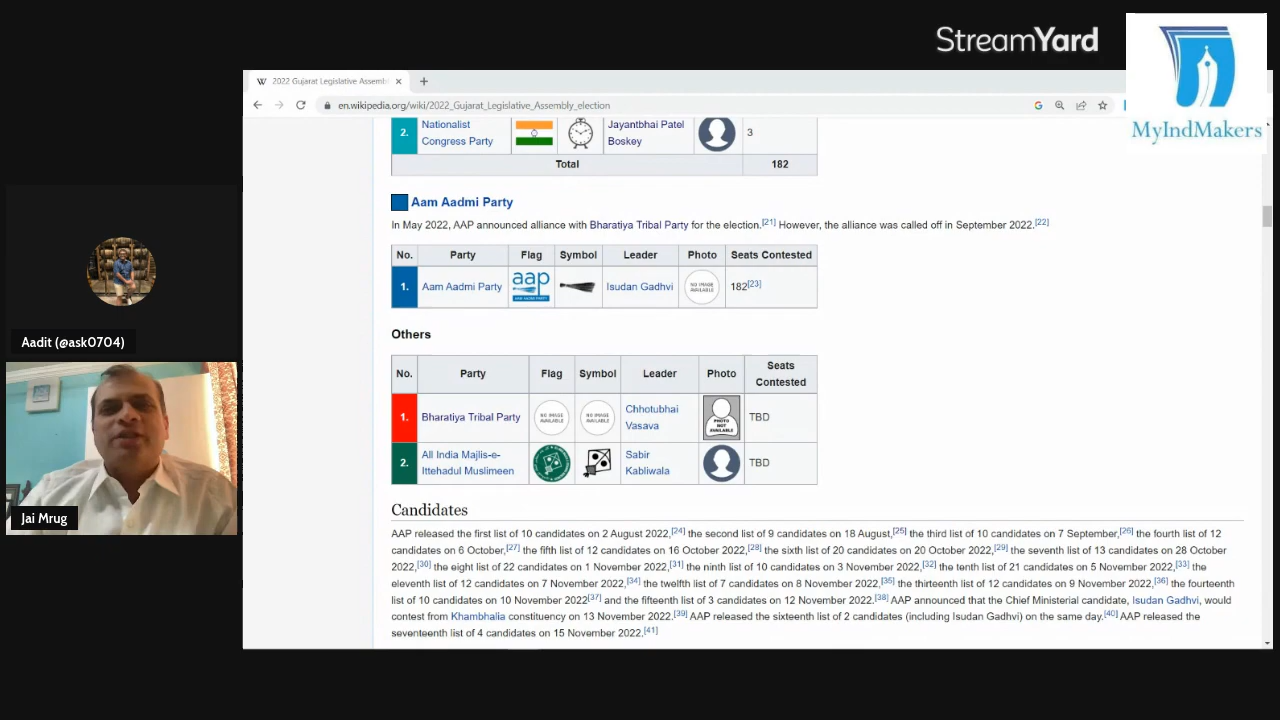 StreamYard
MyIndMakers
2022 Gujarat Legislative Assemb
en.wikipedia.org/wiki/2022_Gujarat_Legislative_Assembly_election
2. Nationalist Congress Party Jayantbhai Patel Boskey 3
Total 182
Aam Aadmi Party
In May 2022, AAP announced alliance with Bharatiya Tribal Party for the election.[21] However, the alliance was called off in September 2022.[22]
No. Party Flag Symbol Leader Photo Seats Contested
1. Aam Aadmi Party aap Isudan Gadhvi NO IMAGE AVAILABLE 182[23]
Others
No. Party Flag Symbol Leader Photo Seats Contested
1. Bharatiya Tribal Party NO IMAGE AVAILABLE NO IMAGE AVAILABLE Chhotubhai Vasava PHOTO NOT AVAILABLE TBD
2. All India Majlis-e-Ittehadul Muslimeen Sabir Kabliwala TBD
Candidates
AAP released the first list of 10 candidates on 2 August 2022,[24] the second list of 9 candidates on 18 August,[25] the third list of 10 candidates on 7 September,[26] the fourth list of 12
candidates on 6 October,[27] the fifth list of 12 candidates on 16 October 2022,[28] the sixth list of 20 candidates on 20 October 2022,[29] the seventh list of 13 candidates on 28 October
2022,[30] the eight list of 22 candidates on 1 November 2022,[31] the ninth list of 10 candidates on 3 November 2022,[32] the tenth list of 21 candidates on 5 November 2022,[33] the
eleventh list of 12 candidates on 7 November 2022,[34] the twelfth list of 7 candidates on 8 November 2022,[35] the thirteenth list of 12 candidates on 9 November 2022,[36] the fourteenth
list of 10 candidates on 10 November 2022[37] and the fifteenth list of 3 candidates on 12 November 2022.[38] AAP announced that the Chief Ministerial candidate, Isudan Gadhvi, would
contest from Khambhalia constituency on 13 November 2022.[39] AAP released the sixteenth list of 2 candidates (including Isudan Gadhvi) on the same day.[40] AAP released the
seventeenth list of 4 candidates on 15 November 2022.[41]
Aadit (@ask0704)
Jai Mrug